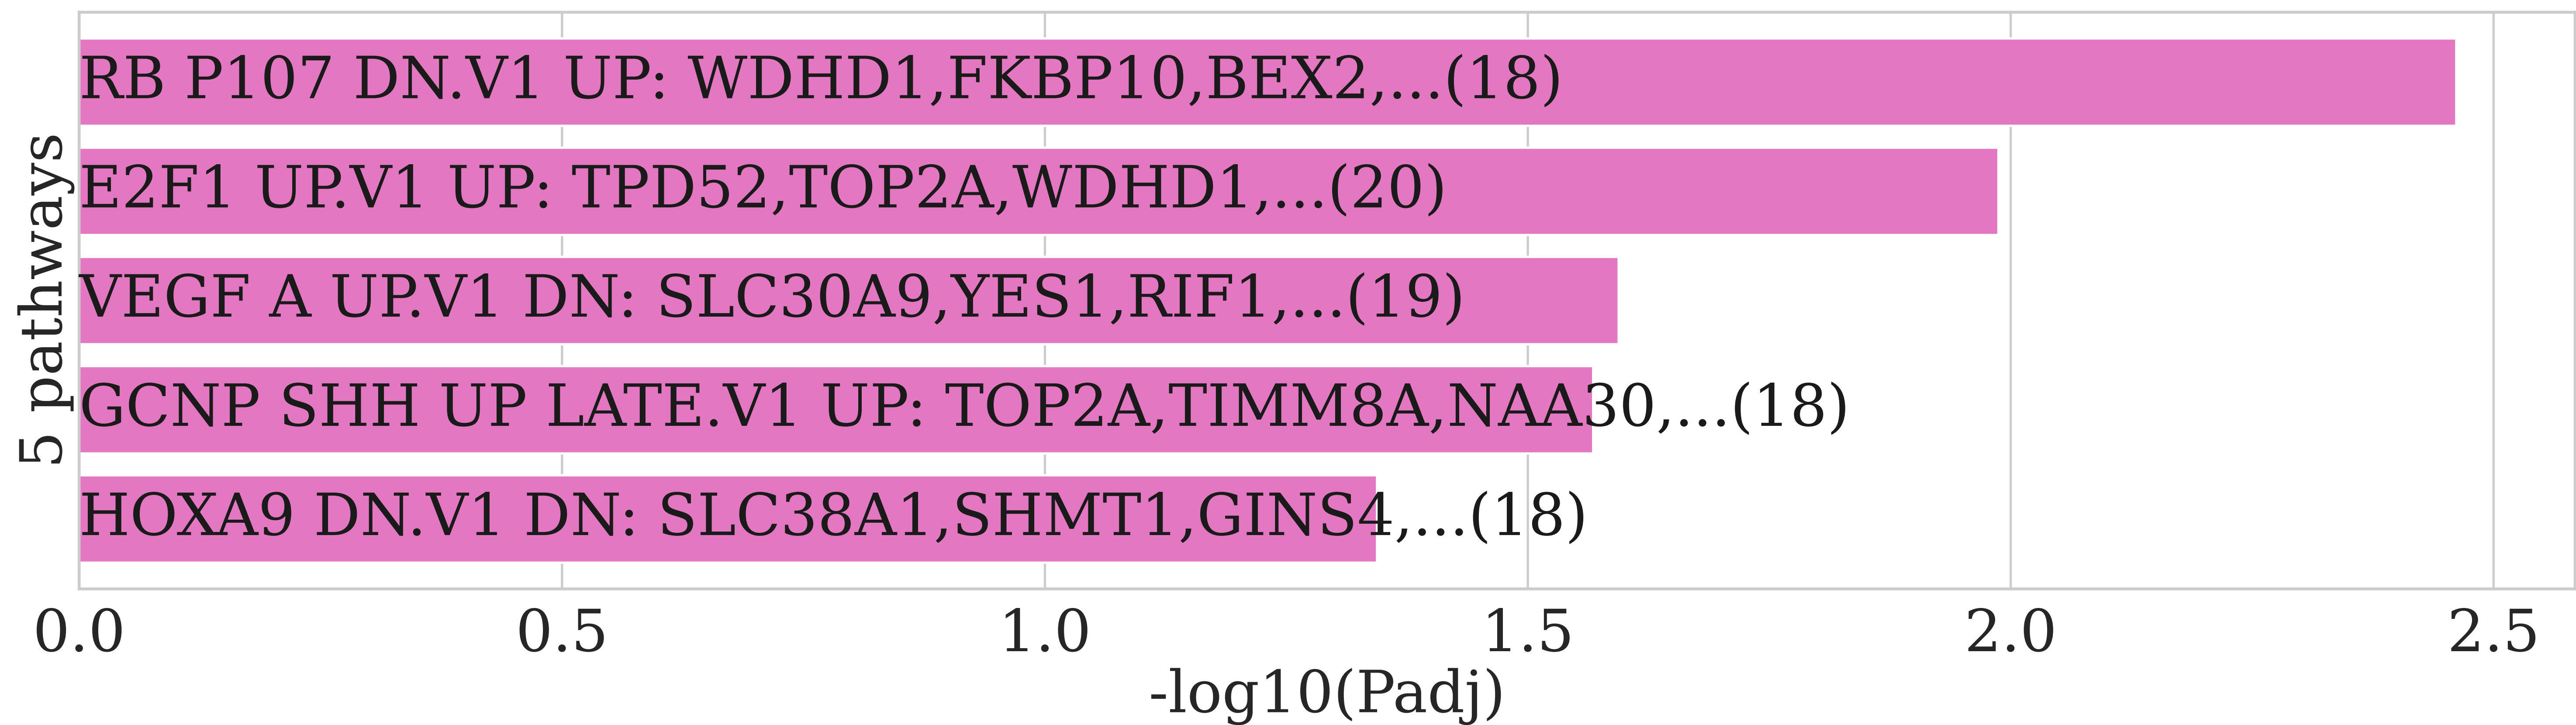 RB P107 DN.V1 UP: WDHD1,FKBP10,BEX2,...(18)
E2F1 UP.V1 UP: TPD52,TOP2A,WDHD1,...(20)
VEGF A UP.V1 DN: SLC30A9,YES1,RIF1,...(19)
GCNP SHH UP LATE.V1 UP: TOP2A,TIMM8A,NAA30,...(18)
HOXA9 DN.V1 DN: SLC38A1,SHMT1,GINS4,...(18)
5 pathways
0.0 0.5 1.0 1.5 2.0 2.5
-log10(Padj)